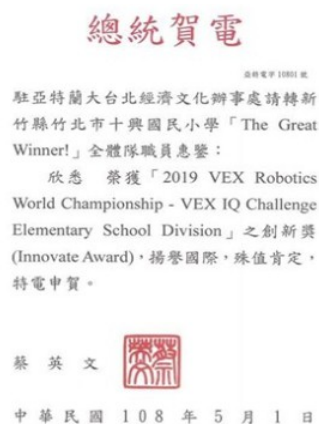 總統賀電
益特電字 10801 號
駐亞特蘭大台北經濟文化辦事處請轉新
竹縣竹北市十興國民小學「The Great
Winner!」全體隊職員惠鑒：
欣悉　榮獲「2019 VEX Robotics
World Championship - VEX IQ Challenge
Elementary School Division」之創新獎
(Innovate Award)，揚譽國際，殊值肯定，
特電申賀。
蔡英文
中華民國 108 年 5 月 1 日